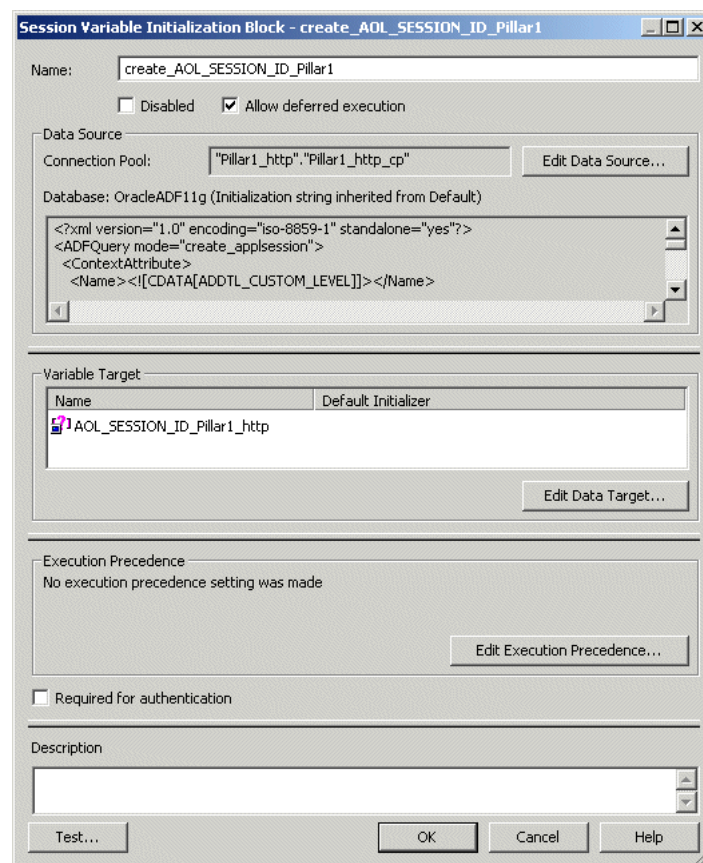 Session Variable Initialization Block - create_AOL_SESSION_ID_Pillar1
Name: create_AOL_SESSION_ID_Pillar1
Disabled Allow deferred execution
Data Source
Connection Pool: "Pillar1_http"."Pillar1_http_cp" Edit Data Source...
Database: OracleADF11g (Initialization string inherited from Default)
<?xml version="1.0" encoding="iso-8859-1" standalone="yes"?>
<ADFQuery mode="create_applsession">
<ContextAttribute>
<Name><![CDATA[ADDTL_CUSTOM_LEVEL]]></Name>
Variable Target
Name Default Initializer
AOL_SESSION_ID_Pillar1_http
Edit Data Target...
Execution Precedence
No execution precedence setting was made
Edit Execution Precedence...
Required for authentication
Description
Test... OK Cancel Help